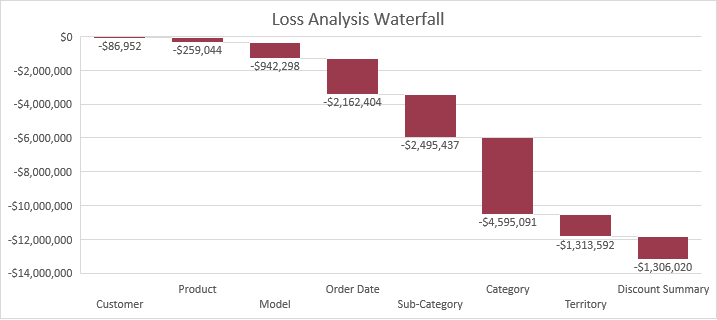 Loss Analysis Waterfall
$0
-$2,000,000
-$4,000,000
-$6,000,000
-$8,000,000
-$10,000,000
-$12,000,000
-$14,000,000
-$86,952
-$259,044
-$942,298
-$2,162,404
-$2,495,437
-$4,595,091
-$1,313,592
-$1,306,020
Customer
Product
Model
Order Date
Sub-Category
Category
Territory
Discount Summary